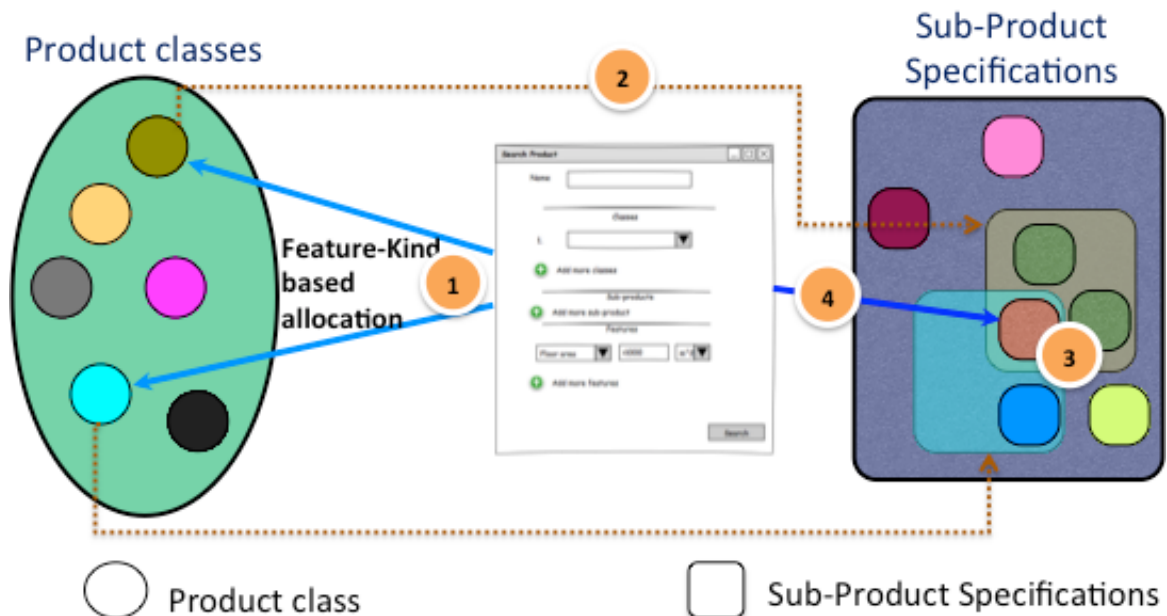 Product classes
Sub-Product
Specifications
2
Search Product
Name
Classes
1.
Add more classes
Feature-Kind
based
allocation
1
4
Sub-products
Add more sub-product
Features
Floor area
m^2
Add more features
3
Search
Product class
Sub-Product Specifications